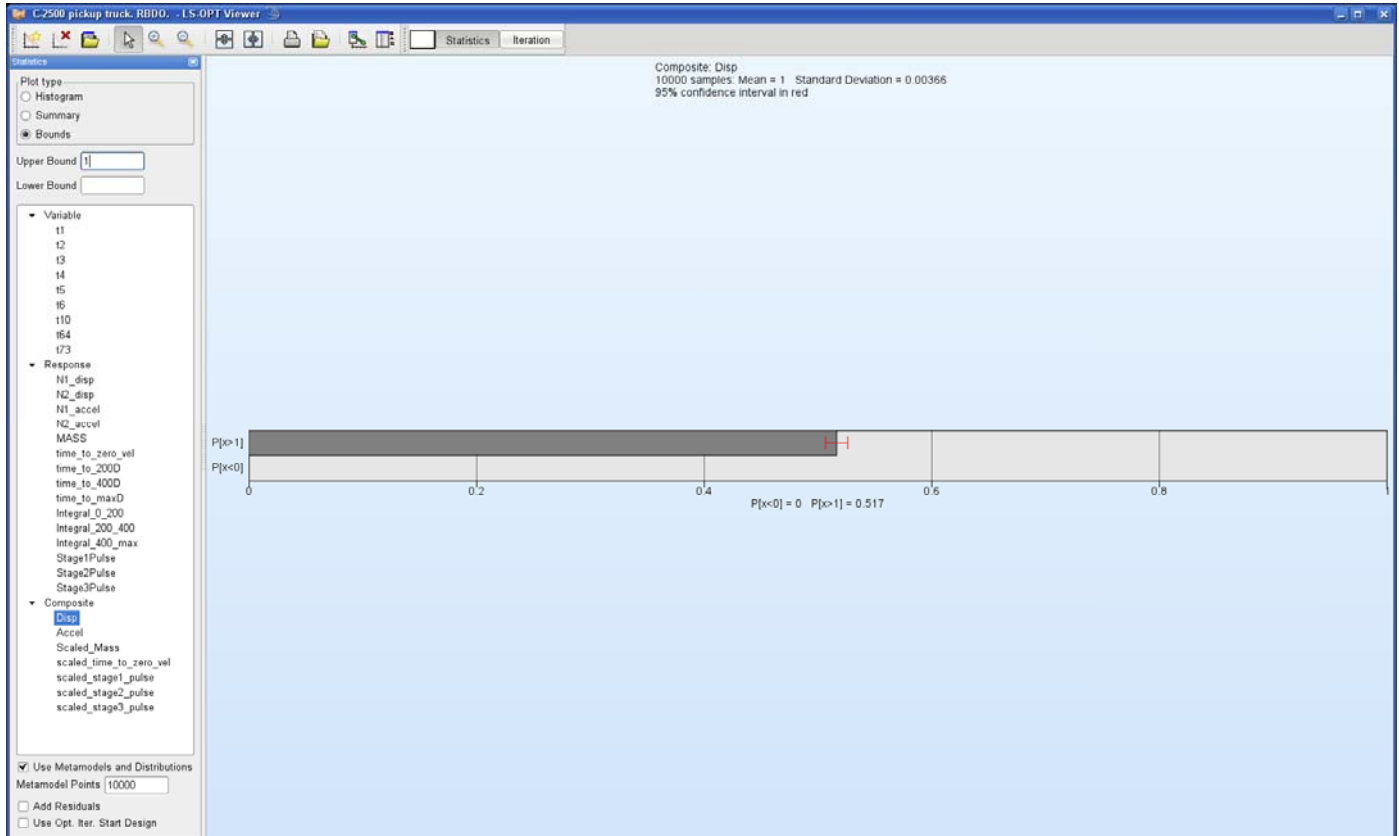 C2500 pickup truck. RBDO. - LS-OPT Viewer
Statistics Iteration
Statistics
Plot type
Histogram
Summary
Bounds
Upper Bound 1
Lower Bound
Variable
t1
t2
t3
t4
t5
t6
t10
t64
t73
Response
N1_disp
N2_disp
N1_accel
N2_accel
MASS
time_to_zero_vel
time_to_200D
time_to_400D
time_to_maxD
Integral_0_200
Integral_200_400
Integral_400_max
Stage1Pulse
Stage2Pulse
Stage3Pulse
Composite
Disp
Accel
Scaled_Mass
scaled_time_to_zero_vel
scaled_stage1_pulse
scaled_stage2_pulse
scaled_stage3_pulse
Use Metamodels and Distributions
Metamodel Points 10000
Add Residuals
Use Opt. Iter. Start Design
Composite: Disp
10000 samples: Mean = 1 Standard Deviation = 0.00366
95% confidence interval in red
P[x>1]
P[x<0]
0 0.2 0.4 0.6 0.8 1
P[x<0] = 0 P[x>1] = 0.517